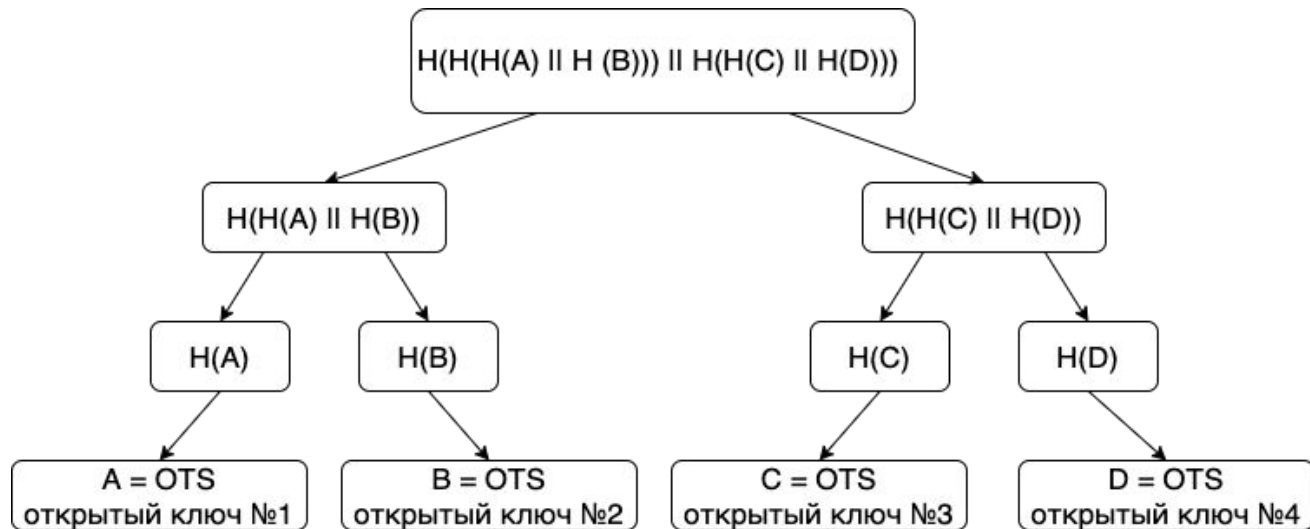 H(H(H(A) II H (B))) II H(H(C) II H(D)))
H(H(A) II H(B))
H(H(C) II H(D))
H(A)
H(B)
H(C)
H(D)
A = OTS
открытый ключ №1
B = OTS
открытый ключ №2
C = OTS
открытый ключ №3
D = OTS
открытый ключ №4